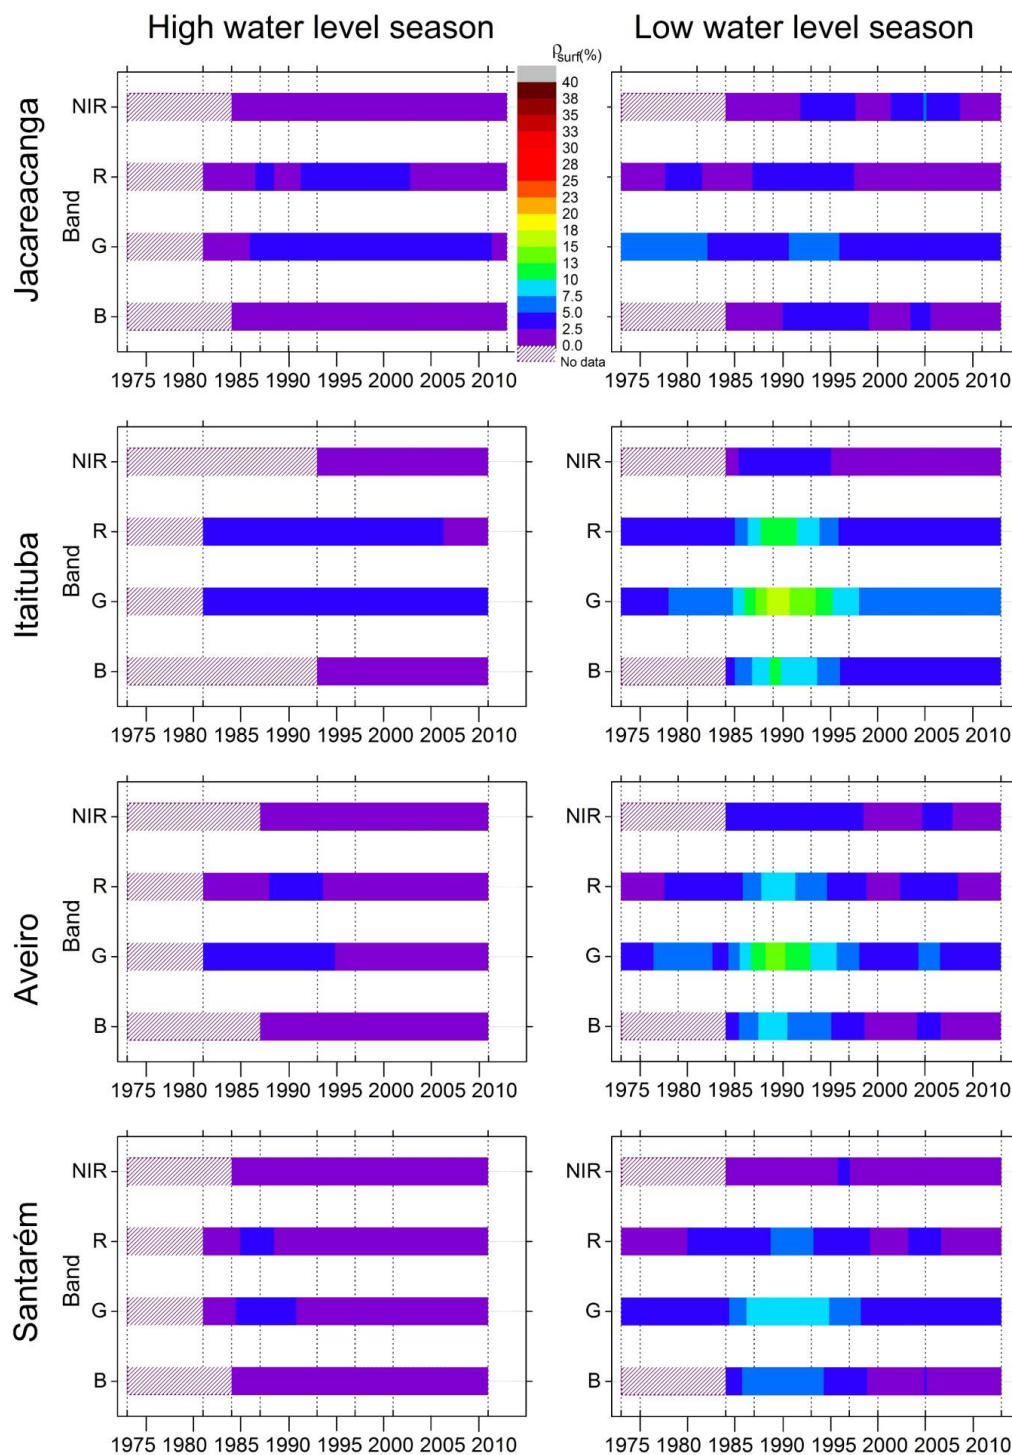 High water level season
Low water level season
ρsurf(%)
40
38
35
33
30
28
25
23
20
18
15
13
10
7.5
5.0
2.5
0.0
No data
Jacareacanga
Band
NIR
R
G
B
1975 1980 1985 1990 1995 2000 2005 2010
NIR
R
G
B
1975 1980 1985 1990 1995 2000 2005 2010
Itaituba
Band
NIR
R
G
B
1975 1980 1985 1990 1995 2000 2005 2010
NIR
R
G
B
1975 1980 1985 1990 1995 2000 2005 2010
Aveiro
Band
NIR
R
G
B
1975 1980 1985 1990 1995 2000 2005 2010
NIR
R
G
B
1975 1980 1985 1990 1995 2000 2005 2010
Santarém
Band
NIR
R
G
B
1975 1980 1985 1990 1995 2000 2005 2010
NIR
R
G
B
1975 1980 1985 1990 1995 2000 2005 2010